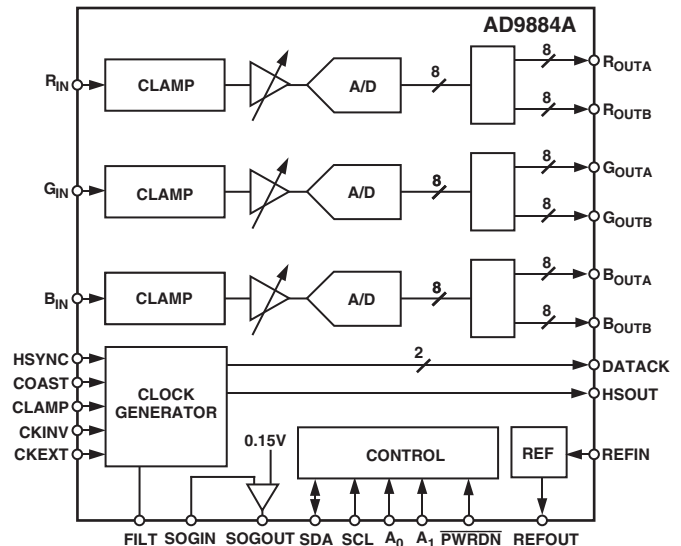 AD9884A
R_IN CLAMP A/D 8 8 R_OUTA
8 R_OUTB
G_IN CLAMP A/D 8 8 G_OUTA
8 G_OUTB
B_IN CLAMP A/D 8 8 B_OUTA
8 B_OUTB
HSYNC 2 DATACK
COAST CLOCK HSOUT
CLAMP GENERATOR
CKINV 0.15V
CKEXT CONTROL REF REFIN
FILT SOGIN SOGOUT SDA SCL A₀ A₁ PWRDN REFOUT